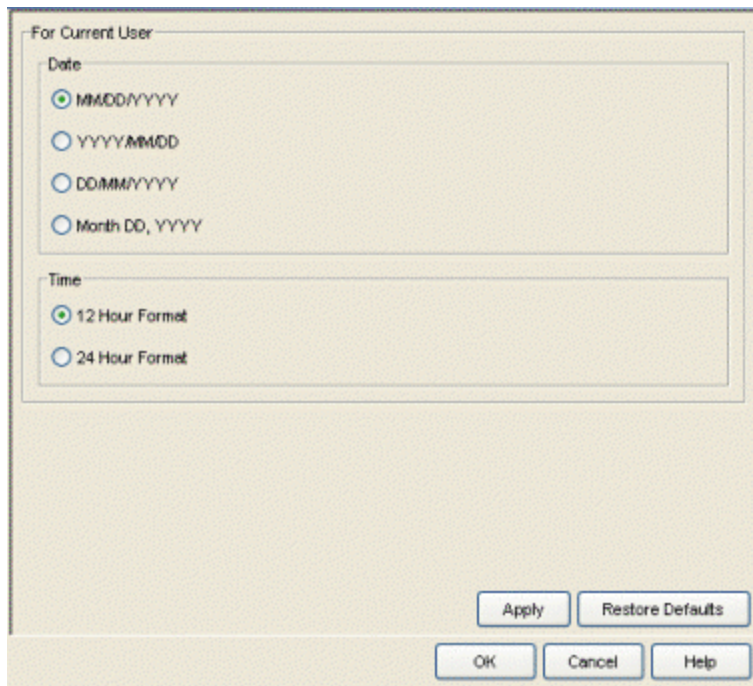 For Current User
Date
MM/DD/YYYY
YYYY/MM/DD
DD/MM/YYYY
Month DD, YYYY
Time
12 Hour Format
24 Hour Format
Apply
Restore Defaults
OK
Cancel
Help